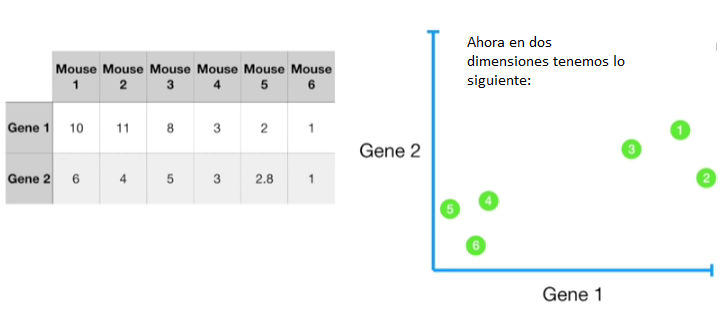 Mouse 1 Mouse 2 Mouse 3 Mouse 4 Mouse 5 Mouse 6
Gene 1 10 11 8 3 2 1
Gene 2 6 4 5 3 2.8 1
Ahora en dos
dimensiones tenemos lo
siguiente:
Gene 2
1
3
2
4
5
6
Gene 1